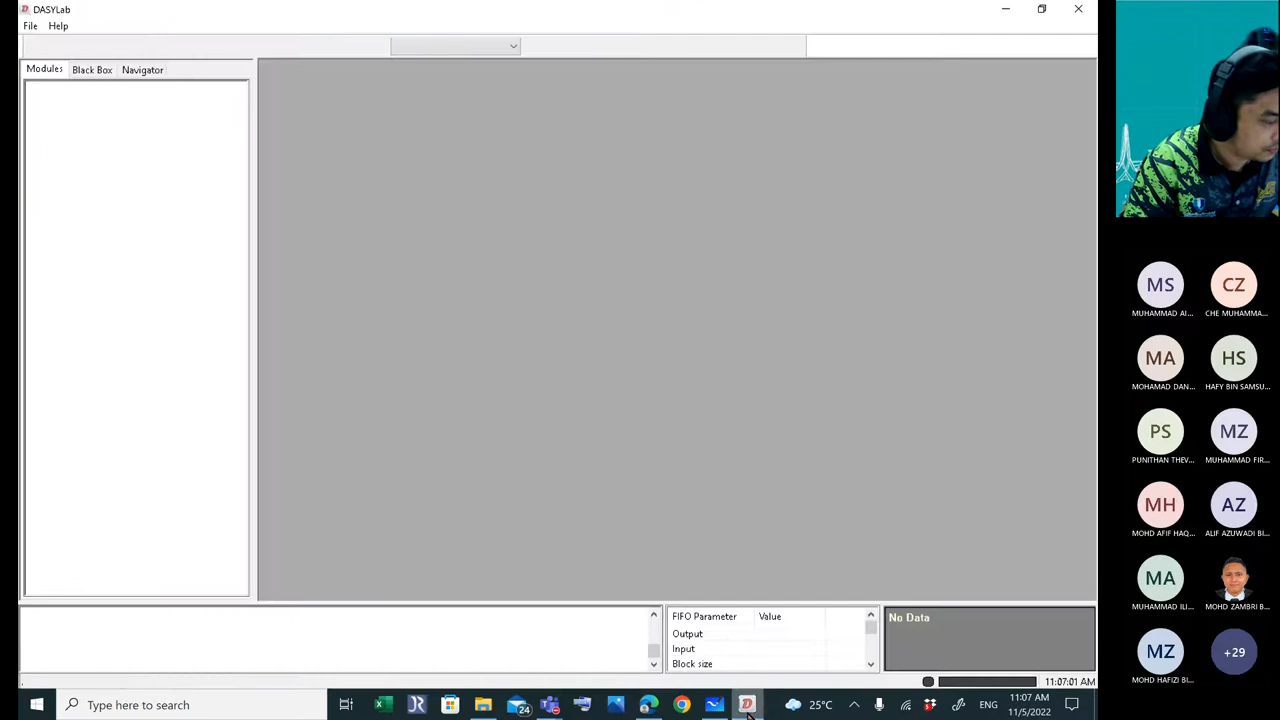 DASYLab
File Help
Modules Black Box Navigator
FIFO Parameter Value
Output
Input
Block size
No Data
11:07:01 AM
Type here to search
24
25°C
ENG
11:07 AM
11/5/2022
MS
MUHAMMAD AI...
CZ
CHE MUHAMMA...
MA
MOHAMAD DAN...
HS
HAFY BIN SAMSU...
PS
PUNITHAN THEV...
MZ
MUHAMMAD FIR...
MH
MOHD AFIF HAQ...
AZ
ALIF AZUWADI BI...
MA
MUHAMMAD ILI...
MOHD ZAMBRI B...
MZ
MOHD HAFIZI BI...
+29